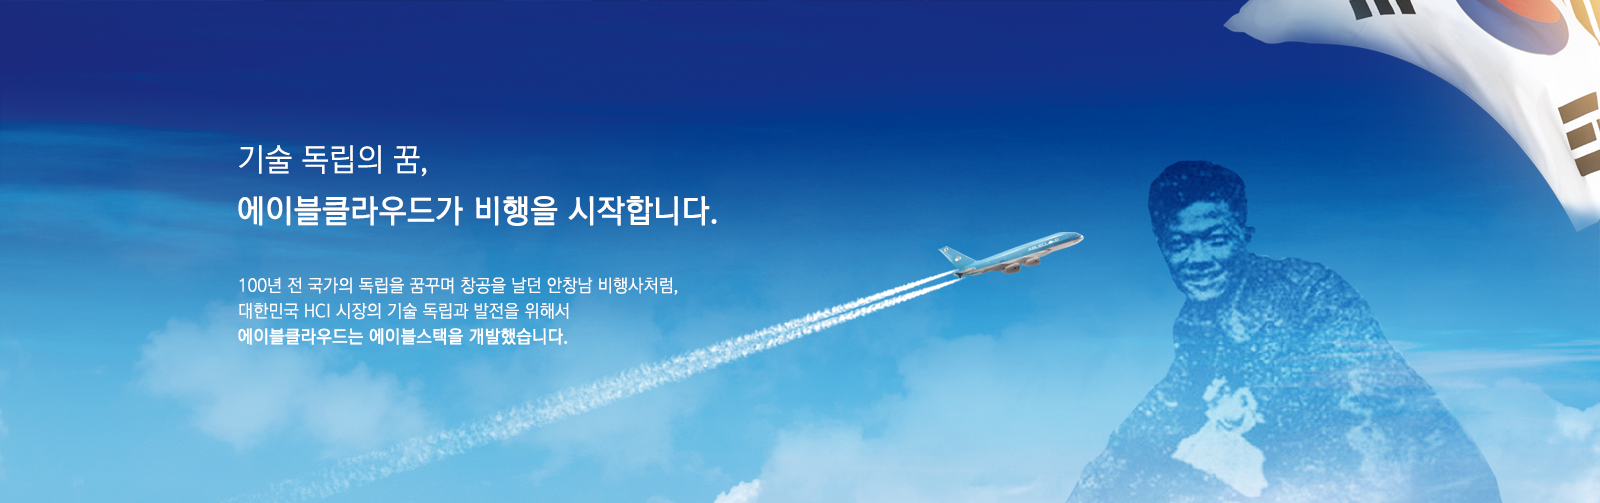 기술 독립의 꿈,
에이블클라우드가 비행을 시작합니다.
100년 전 국가의 독립을 꿈꾸며 창공을 날던 안창남 비행사처럼,
대한민국 HCI 시장의 기술 독립과 발전을 위해서
에이블클라우드는 에이블스택을 개발했습니다.